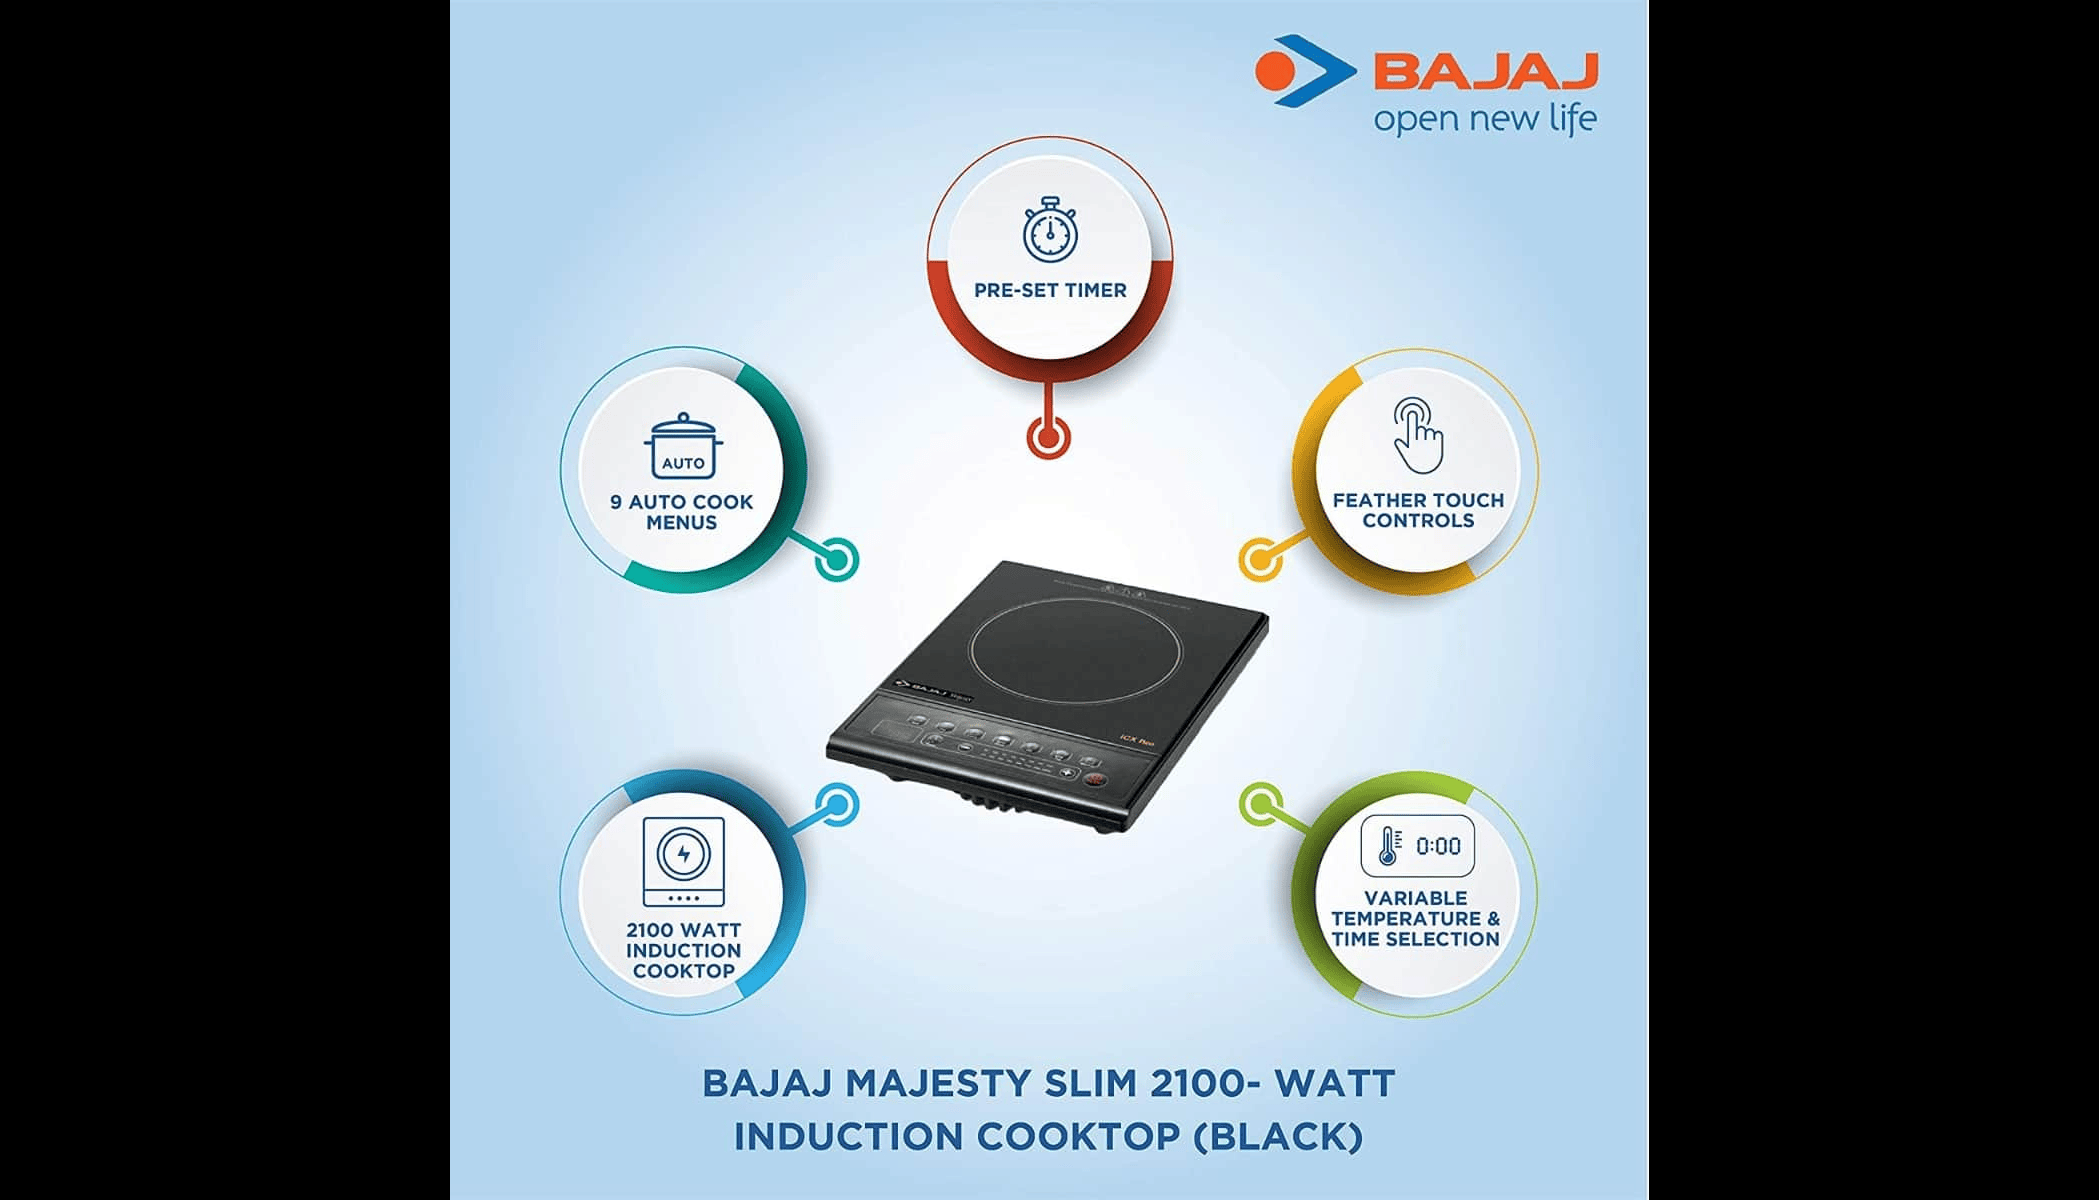 BAJAJ
open new life
PRE-SET TIMER
AUTO
9 AUTO COOK
MENUS
FEATHER TOUCH
CONTROLS
BAJAJ
2100 WATT
INDUCTION
COOKTOP
0:00
VARIABLE
TEMPERATURE &
TIME SELECTION
BAJAJ MAJESTY SLIM 2100- WATT
INDUCTION COOKTOP (BLACK)